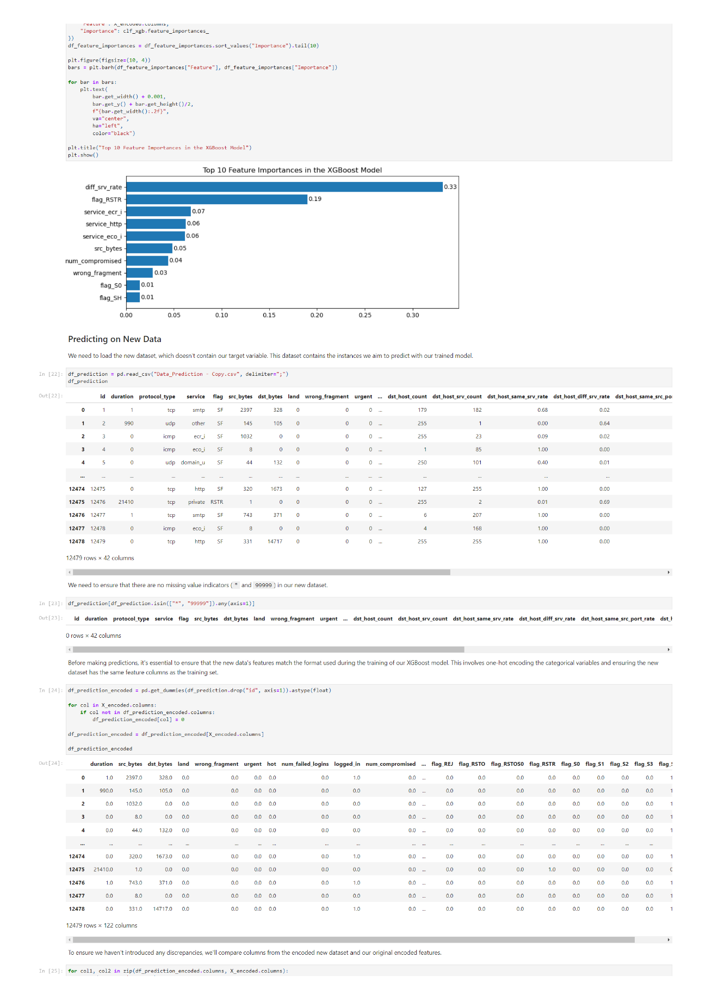 "Feature": X_encoded.columns,
"Importance": clf_xgb.feature_importances_
})
df_feature_importances = df_feature_importances.sort_values("Importance").tail(10)
plt.figure(figsize=(10, 4))
bars = plt.barh(df_feature_importances["Feature"], df_feature_importances["Importance"])
for bar in bars:
plt.text(
bar.get_width() + 0.001,
bar.get_y() + bar.get_height()/2,
f"{bar.get_width():.2f}",
va="center",
ha="left",
color="black")
plt.title("Top 10 Feature Importances in the XGBoost Model")
plt.show()
Top 10 Feature Importances in the XGBoost Model
diff_srv_rate 0.33
flag_RSTR 0.19
service_ecr_i 0.07
service_http 0.06
service_eco_i 0.06
src_bytes 0.05
num_compromised 0.04
wrong_fragment 0.03
flag_S0 0.01
flag_SH 0.01
0.00 0.05 0.10 0.15 0.20 0.25 0.30
Predicting on New Data
We need to load the new dataset, which doesn't contain our target variable. This dataset contains the instances we aim to predict with our trained model.
In [22]: df_prediction = pd.read_csv("Data_Prediction - Copy.csv", delimiter=";")
df_prediction
Out[22]: id duration protocol_type service flag src_bytes dst_bytes land wrong_fragment urgent ... dst_host_count dst_host_srv_count dst_host_same_srv_rate dst_host_diff_srv_rate dst_host_same_src_po
0 1 1 tcp smtp SF 2397 328 0 0 0 ... 179 182 0.68 0.02
1 2 990 udp other SF 145 105 0 0 0 ... 255 1 0.00 0.64
2 3 0 icmp ecr_i SF 1032 0 0 0 0 ... 255 23 0.09 0.02
3 4 0 icmp eco_i SF 8 0 0 0 0 ... 1 85 1.00 0.00
4 5 0 udp domain_u SF 44 132 0 0 0 ... 250 101 0.40 0.01
... ... ... ... ... ... ... ... ... ... ... ... ... ... ... ...
12474 12475 0 tcp http SF 320 1673 0 0 0 ... 127 255 1.00 0.00
12475 12476 21410 tcp private RSTR 1 0 0 0 0 ... 255 2 0.01 0.69
12476 12477 1 tcp smtp SF 743 371 0 0 0 ... 6 207 1.00 0.00
12477 12478 0 icmp eco_i SF 8 0 0 0 0 ... 4 168 1.00 0.00
12478 12479 0 tcp http SF 331 14717 0 0 0 ... 255 255 1.00 0.00
12479 rows × 42 columns
We need to ensure that there are no missing value indicators ( * and 99999 ) in our new dataset.
In [23]: df_prediction[df_prediction.isin(["*", "99999"]).any(axis=1)]
Out[23]: id duration protocol_type service flag src_bytes dst_bytes land wrong_fragment urgent ... dst_host_count dst_host_srv_count dst_host_same_srv_rate dst_host_diff_srv_rate dst_host_same_src_port_rate dst_h
0 rows × 42 columns
Before making predictions, it's essential to ensure that the new data's features match the format used during the training of our XGBoost model. This involves one-hot encoding the categorical variables and ensuring the new
dataset has the same feature columns as the training set.
In [24]: df_prediction_encoded = pd.get_dummies(df_prediction.drop("id", axis=1)).astype(float)
for col in X_encoded.columns:
if col not in df_prediction_encoded.columns:
df_prediction_encoded[col] = 0
df_prediction_encoded = df_prediction_encoded[X_encoded.columns]
df_prediction_encoded
Out[24]: duration src_bytes dst_bytes land wrong_fragment urgent hot num_failed_logins logged_in num_compromised ... flag_REJ flag_RSTO flag_RSTOS0 flag_RSTR flag_S0 flag_S1 flag_S2 flag_S3 flag_S
0 1.0 2397.0 328.0 0.0 0.0 0.0 0.0 0.0 1.0 0.0 ... 0.0 0.0 0.0 0.0 0.0 0.0 0.0 0.0 1
1 990.0 145.0 105.0 0.0 0.0 0.0 0.0 0.0 0.0 0.0 ... 0.0 0.0 0.0 0.0 0.0 0.0 0.0 0.0 1
2 0.0 1032.0 0.0 0.0 0.0 0.0 0.0 0.0 0.0 0.0 ... 0.0 0.0 0.0 0.0 0.0 0.0 0.0 0.0 1
3 0.0 8.0 0.0 0.0 0.0 0.0 0.0 0.0 0.0 0.0 ... 0.0 0.0 0.0 0.0 0.0 0.0 0.0 0.0 1
4 0.0 44.0 132.0 0.0 0.0 0.0 0.0 0.0 0.0 0.0 ... 0.0 0.0 0.0 0.0 0.0 0.0 0.0 0.0 1
... ... ... ... ... ... ... ... ... ... ... ... ... ... ... ... ... ... ... ...
12474 0.0 320.0 1673.0 0.0 0.0 0.0 0.0 0.0 1.0 0.0 ... 0.0 0.0 0.0 0.0 0.0 0.0 0.0 0.0 1
12475 21410.0 1.0 0.0 0.0 0.0 0.0 0.0 0.0 0.0 0.0 ... 0.0 0.0 0.0 1.0 0.0 0.0 0.0 0.0 0
12476 1.0 743.0 371.0 0.0 0.0 0.0 0.0 0.0 1.0 0.0 ... 0.0 0.0 0.0 0.0 0.0 0.0 0.0 0.0 1
12477 0.0 8.0 0.0 0.0 0.0 0.0 0.0 0.0 0.0 0.0 ... 0.0 0.0 0.0 0.0 0.0 0.0 0.0 0.0 1
12478 0.0 331.0 14717.0 0.0 0.0 0.0 0.0 0.0 1.0 0.0 ... 0.0 0.0 0.0 0.0 0.0 0.0 0.0 0.0 1
12479 rows × 122 columns
To ensure we haven't introduced any discrepancies, we'll compare columns from the encoded new dataset and our original encoded features.
In [25]: for col1, col2 in zip(df_prediction_encoded.columns, X_encoded.columns):